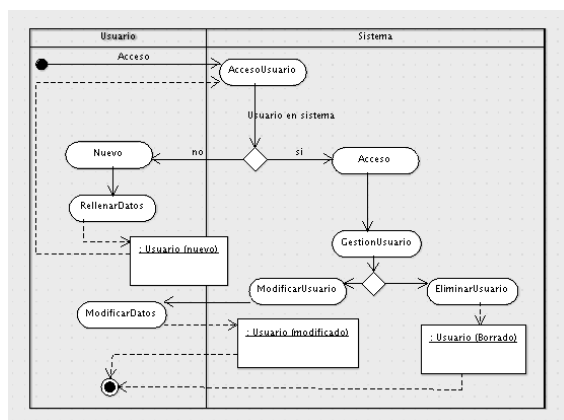 Usuario
Sistema
Acceso
AccesoUsuario
Usuario en sistema
Nuevo
no
si
Acceso
RellenarDatos
: Usuario (nuevo)
GestionUsuario
ModificarUsuario
EliminarUsuario
ModificarDatos
: Usuario (modificado)
: Usuario (Borrado)